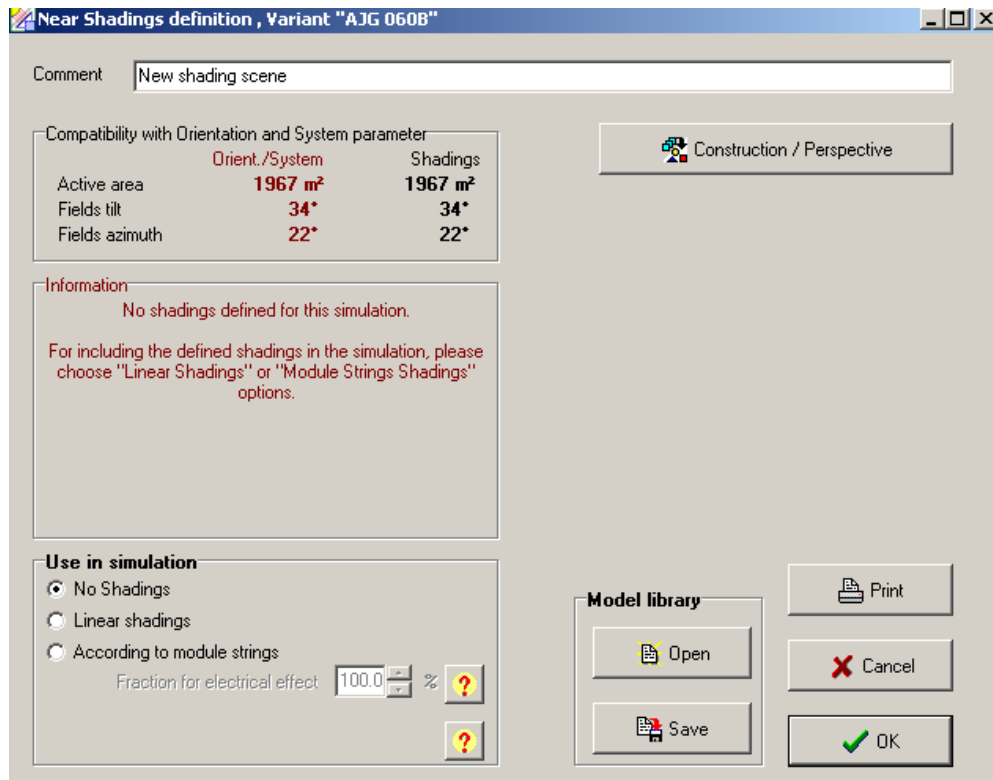 Near Shadings definition , Variant "AJG 060B"
Comment New shading scene
Compatibility with Orientation and System parameter
Orient./System Shadings
Active area 1967 m² 1967 m²
Fields tilt 34° 34°
Fields azimuth 22° 22°
Construction / Perspective
Information
No shadings defined for this simulation.
For including the defined shadings in the simulation, please
choose "Linear Shadings" or "Module Strings Shadings"
options.
Use in simulation
No Shadings
Linear shadings
According to module strings
Fraction for electrical effect 100.0 % ?
?
Model library
Open
Save
Print
Cancel
OK